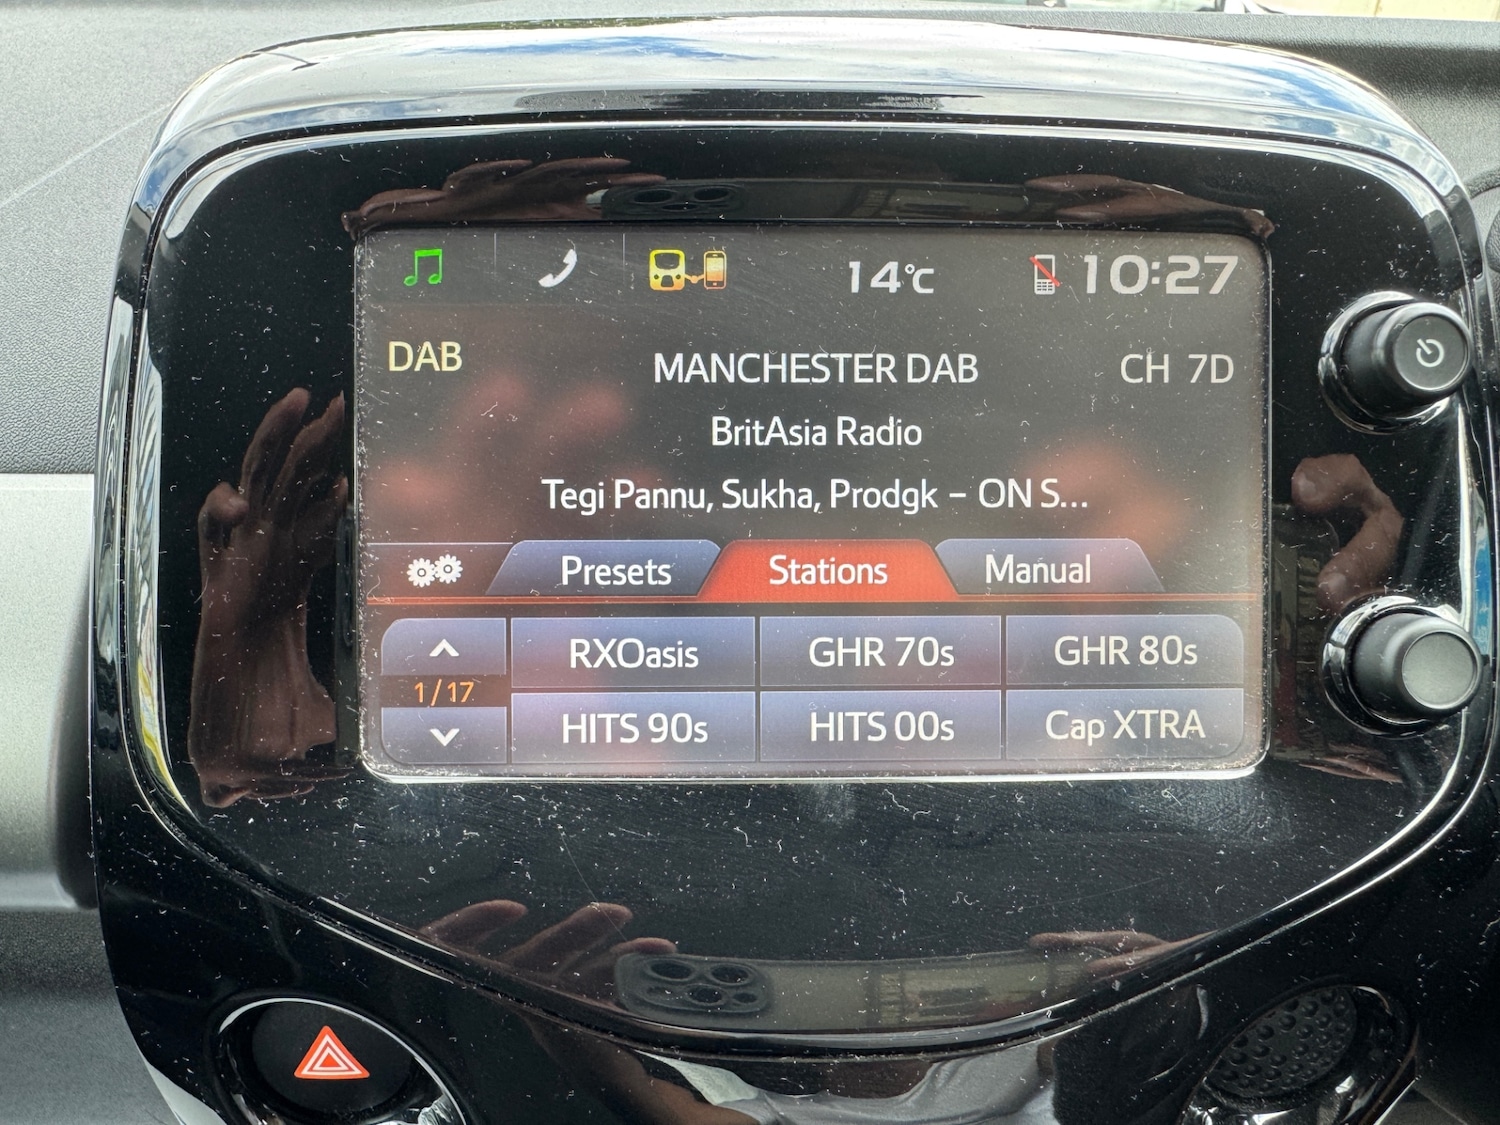 14°C
10:27
DAB
MANCHESTER DAB
CH 7D
BritAsia Radio
Tegi Pannu, Sukha, Prodgk – ON S...
Presets
Stations
Manual
1/17
RXOasis
GHR 70s
GHR 80s
HITS 90s
HITS 00s
Cap XTRA